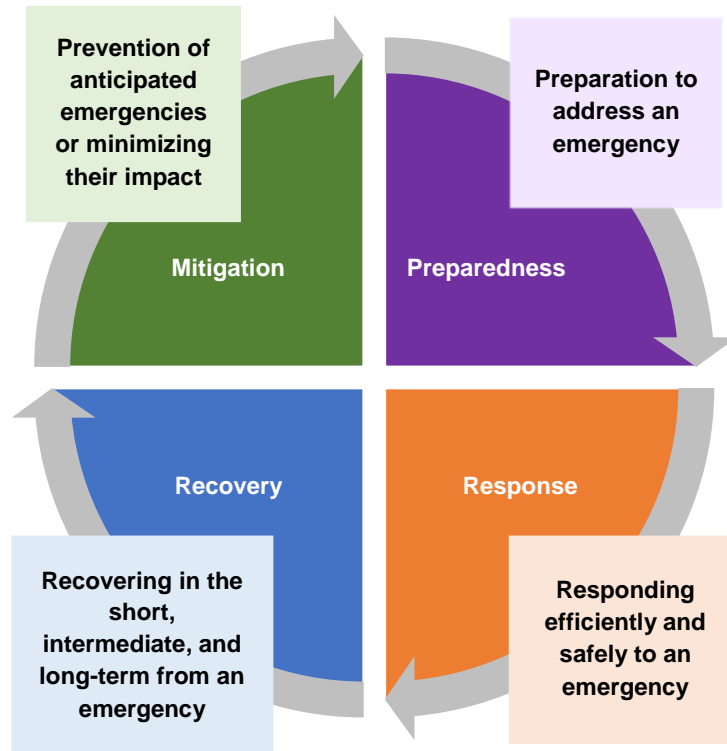 Prevention of
anticipated
emergencies
or minimizing
their impact
Preparation to
address an
emergency
Mitigation
Preparedness
Recovery
Response
Recovering in the
short,
intermediate, and
long-term from an
emergency
Responding
efficiently and
safely to an
emergency